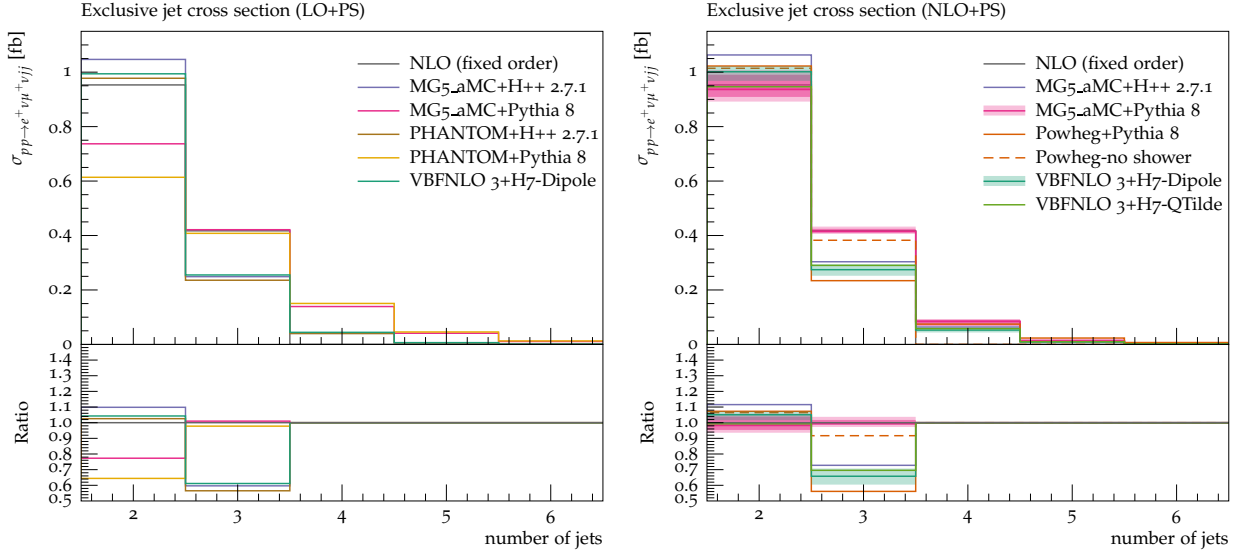 Exclusive jet cross section (LO+PS)
σpp→e+νμ+νjj [fb]
1
0.8
0.6
0.4
0.2
0
NLO (fixed order)
MG5_aMC+H++ 2.7.1
MG5_aMC+Pythia 8
PHANTOM+H++ 2.7.1
PHANTOM+Pythia 8
VBFNLO 3+H7-Dipole
Ratio
1.4
1.3
1.2
1.1
1.0
0.9
0.8
0.7
0.6
0.5
2 3 4 5 6
number of jets
Exclusive jet cross section (NLO+PS)
σpp→e+νμ+νjj [fb]
1
0.8
0.6
0.4
0.2
0
NLO (fixed order)
MG5_aMC+H++ 2.7.1
MG5_aMC+Pythia 8
Powheg+Pythia 8
Powheg-no shower
VBFNLO 3+H7-Dipole
VBFNLO 3+H7-QTilde
Ratio
1.4
1.3
1.2
1.1
1.0
0.9
0.8
0.7
0.6
0.5
2 3 4 5 6
number of jets